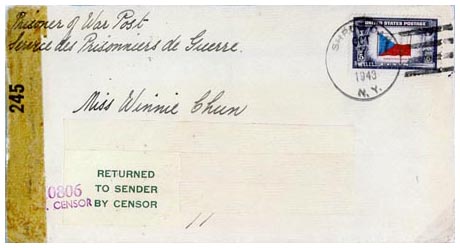 Prisoner of War Post
Service des Prisonniers de Guerre.
UNITED STATES POSTAGE
1943
N. Y.
245
Miss Winnie Chun
RETURNED
TO SENDER
BY CENSOR
0806
CENSOR